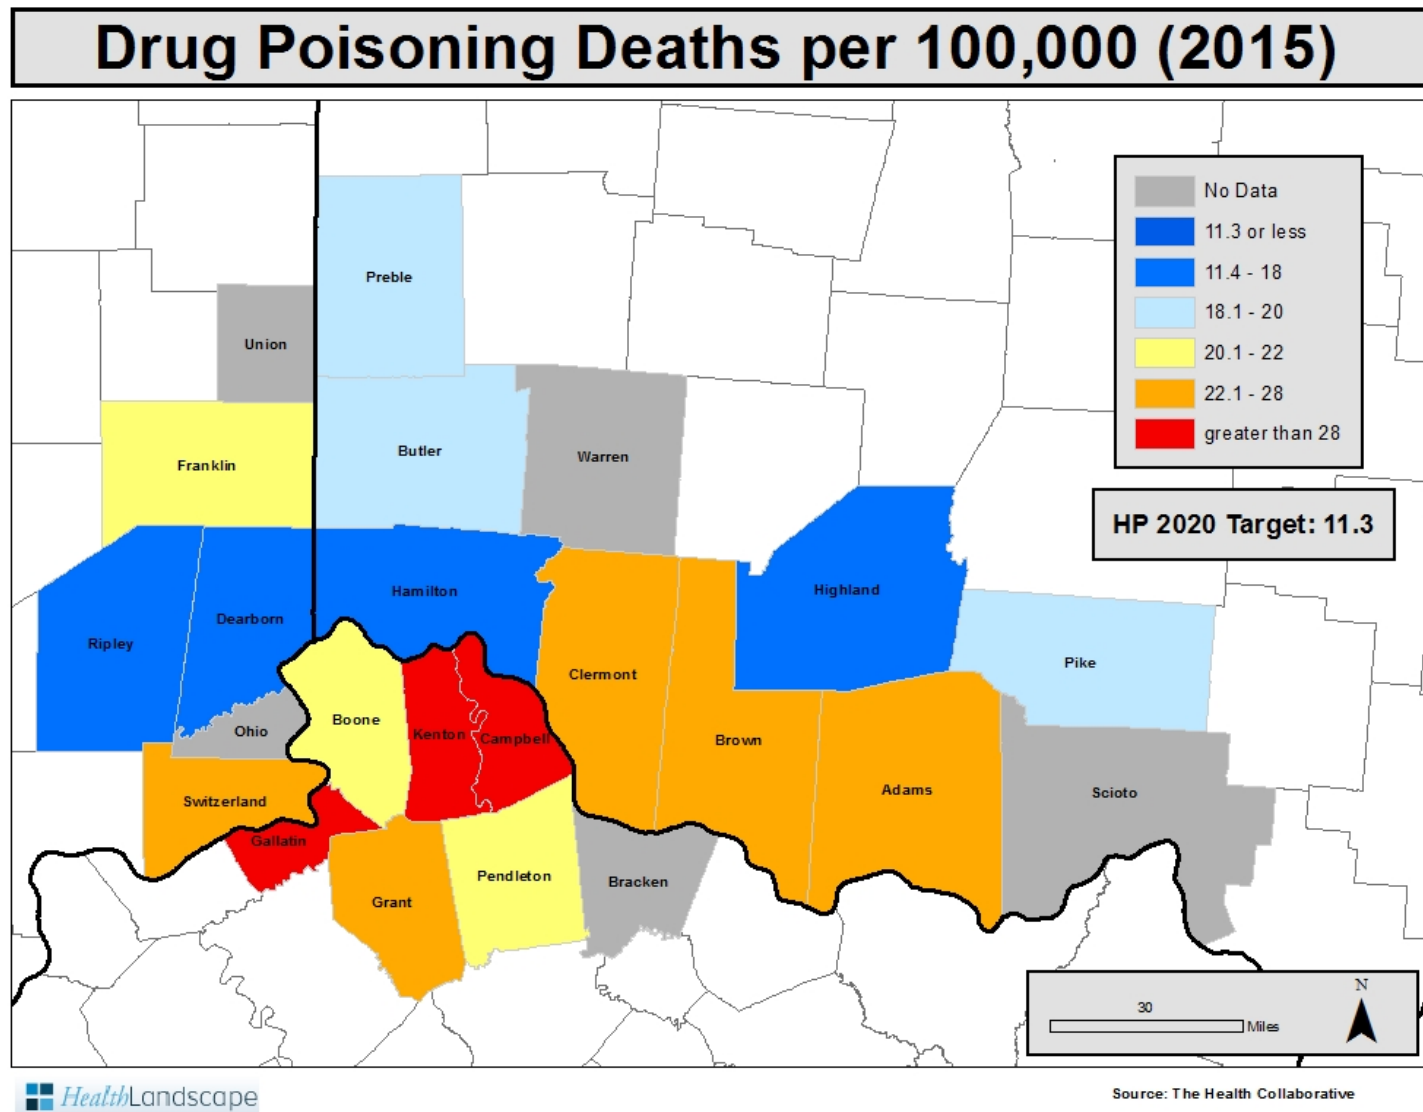 Drug Poisoning Deaths per 100,000 (2015)
No Data
11.3 or less
11.4 - 18
18.1 - 20
20.1 - 22
22.1 - 28
greater than 28
HP 2020 Target: 11.3
Preble
Union
Franklin
Butler
Warren
Ripley
Dearborn
Hamilton
Highland
Clermont
Pike
Ohio
Boone
Kenton
Campbell
Brown
Switzerland
Adams
Scioto
Gallatin
Grant
Pendleton
Bracken
N
30
Miles
HealthLandscape
Source: The Health Collaborative